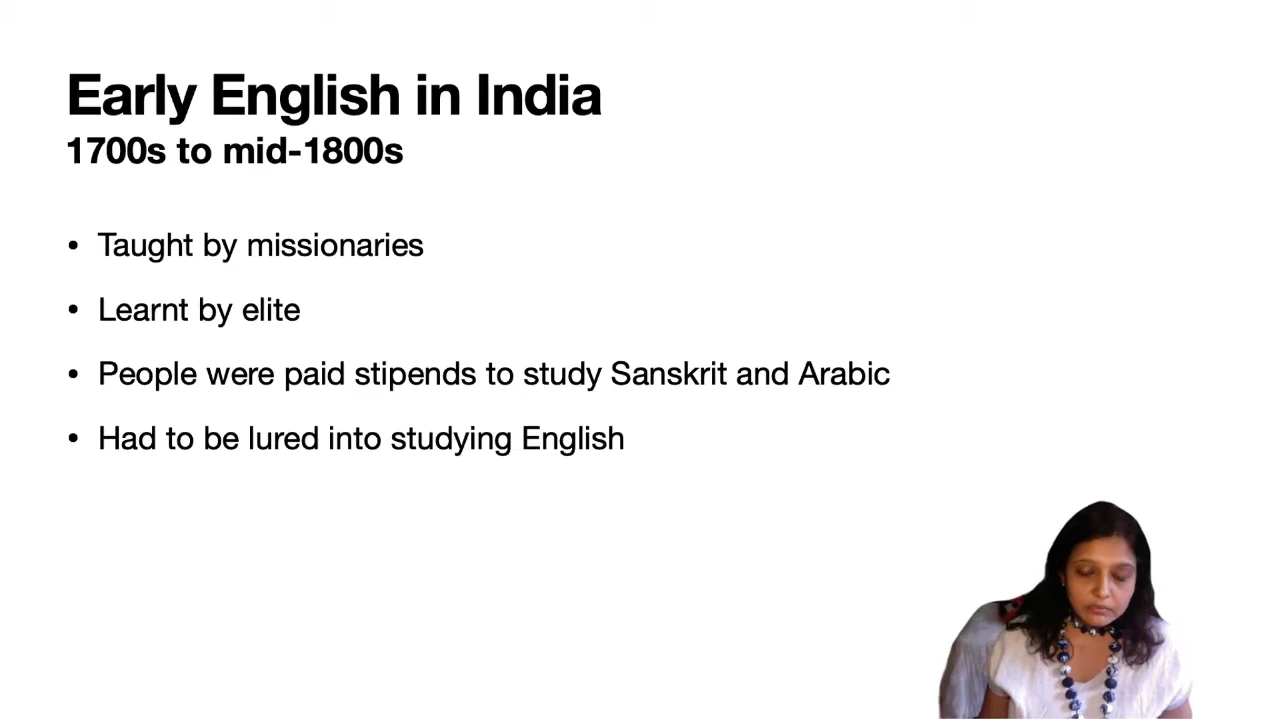 Early English in India
1700s to mid-1800s
• Taught by missionaries
• Learnt by elite
• People were paid stipends to study Sanskrit and Arabic
• Had to be lured into studying English